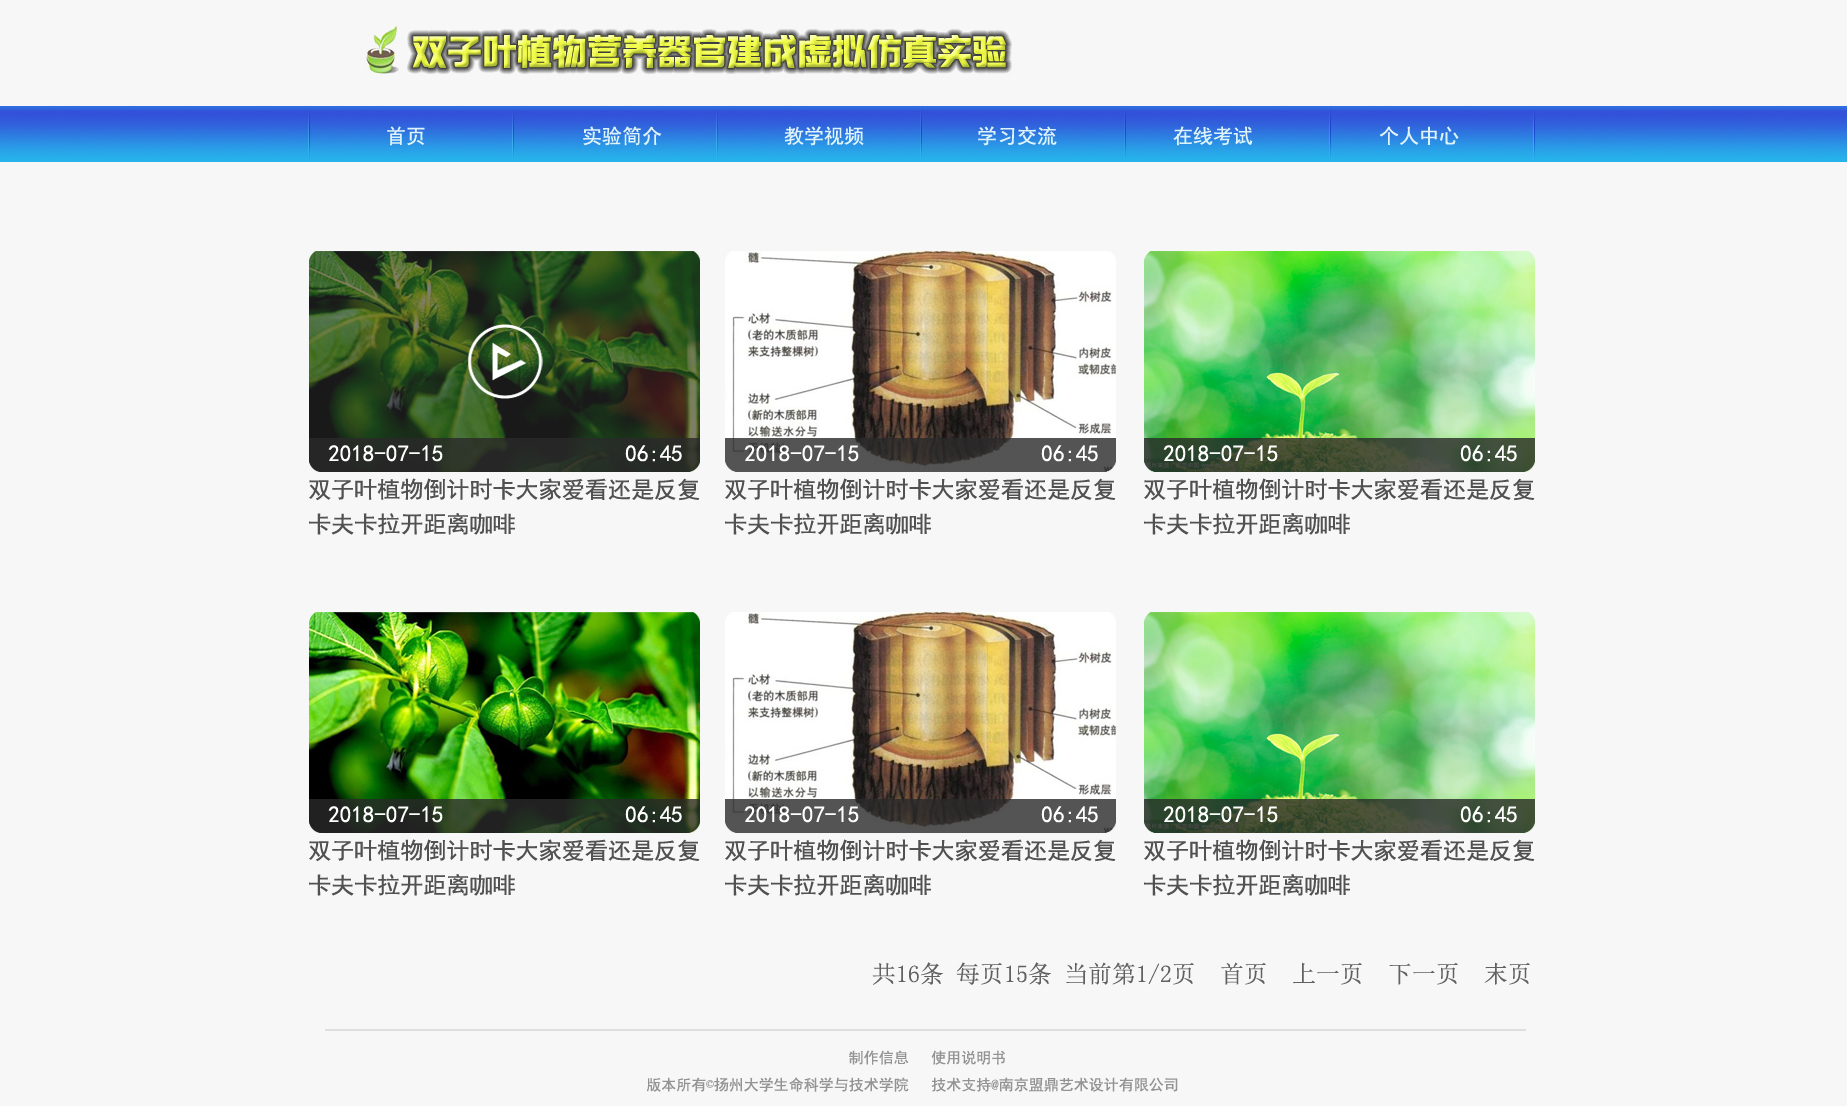 双子叶植物营养器官建成虚拟仿真实验
首页 实验简介 教学视频 学习交流 在线考试 个人中心
2018-07-15 06:45
双子叶植物倒计时卡大家爱看还是反复
卡夫卡拉开距离咖啡
髓
心材
(老的木质部用
来支持整棵树)
边材
(新的木质部用
以输送水分与
外树皮
内树皮
或韧皮部
形成层
2018-07-15 06:45
双子叶植物倒计时卡大家爱看还是反复
卡夫卡拉开距离咖啡
2018-07-15 06:45
双子叶植物倒计时卡大家爱看还是反复
卡夫卡拉开距离咖啡
2018-07-15 06:45
双子叶植物倒计时卡大家爱看还是反复
卡夫卡拉开距离咖啡
髓
心材
(老的木质部用
来支持整棵树)
边材
(新的木质部用
以输送水分与
外树皮
内树皮
或韧皮部
形成层
2018-07-15 06:45
双子叶植物倒计时卡大家爱看还是反复
卡夫卡拉开距离咖啡
2018-07-15 06:45
双子叶植物倒计时卡大家爱看还是反复
卡夫卡拉开距离咖啡
共16条 每页15条 当前第1/2页 首页 上一页 下一页 末页
制作信息 使用说明书
版本所有©扬州大学生命科学与技术学院 技术支持@南京盟鼎艺术设计有限公司